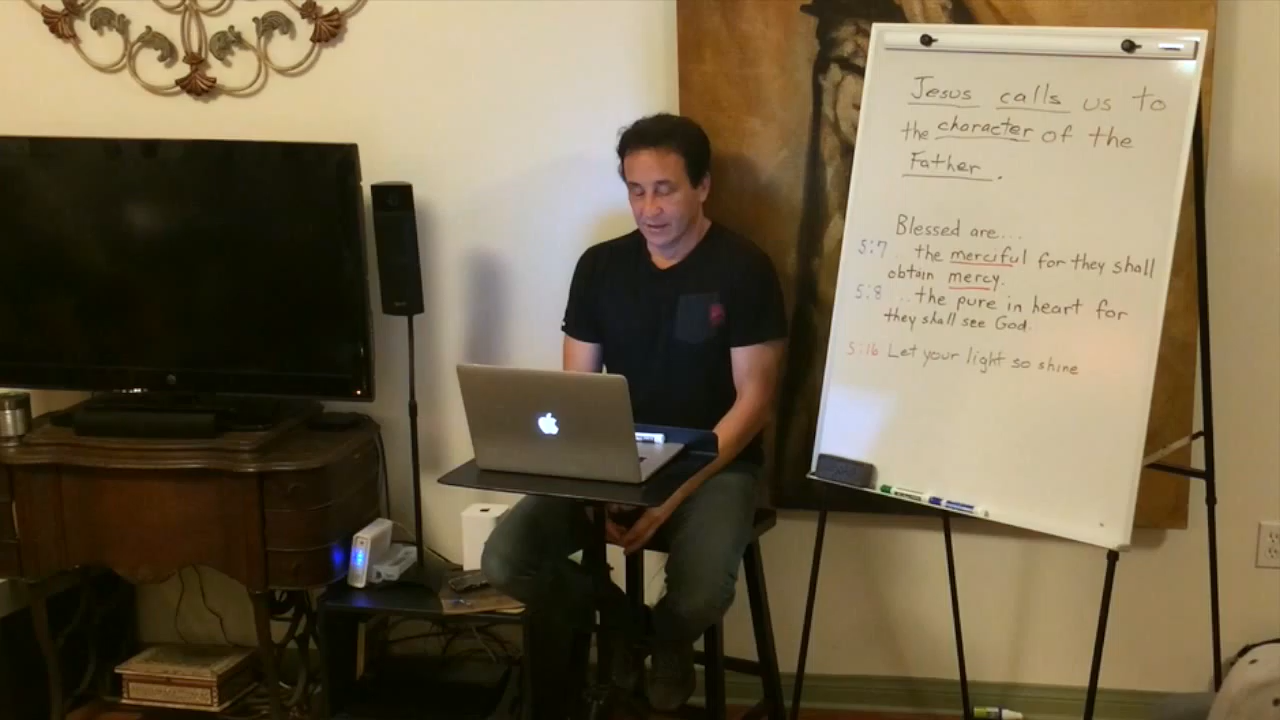 Jesus calls us to
the character of the
Father.
Blessed are...
5:7 ..the merciful for they shall
obtain mercy.
5:8 ..the pure in heart for
they shall see God.
5:16 Let your light so shine